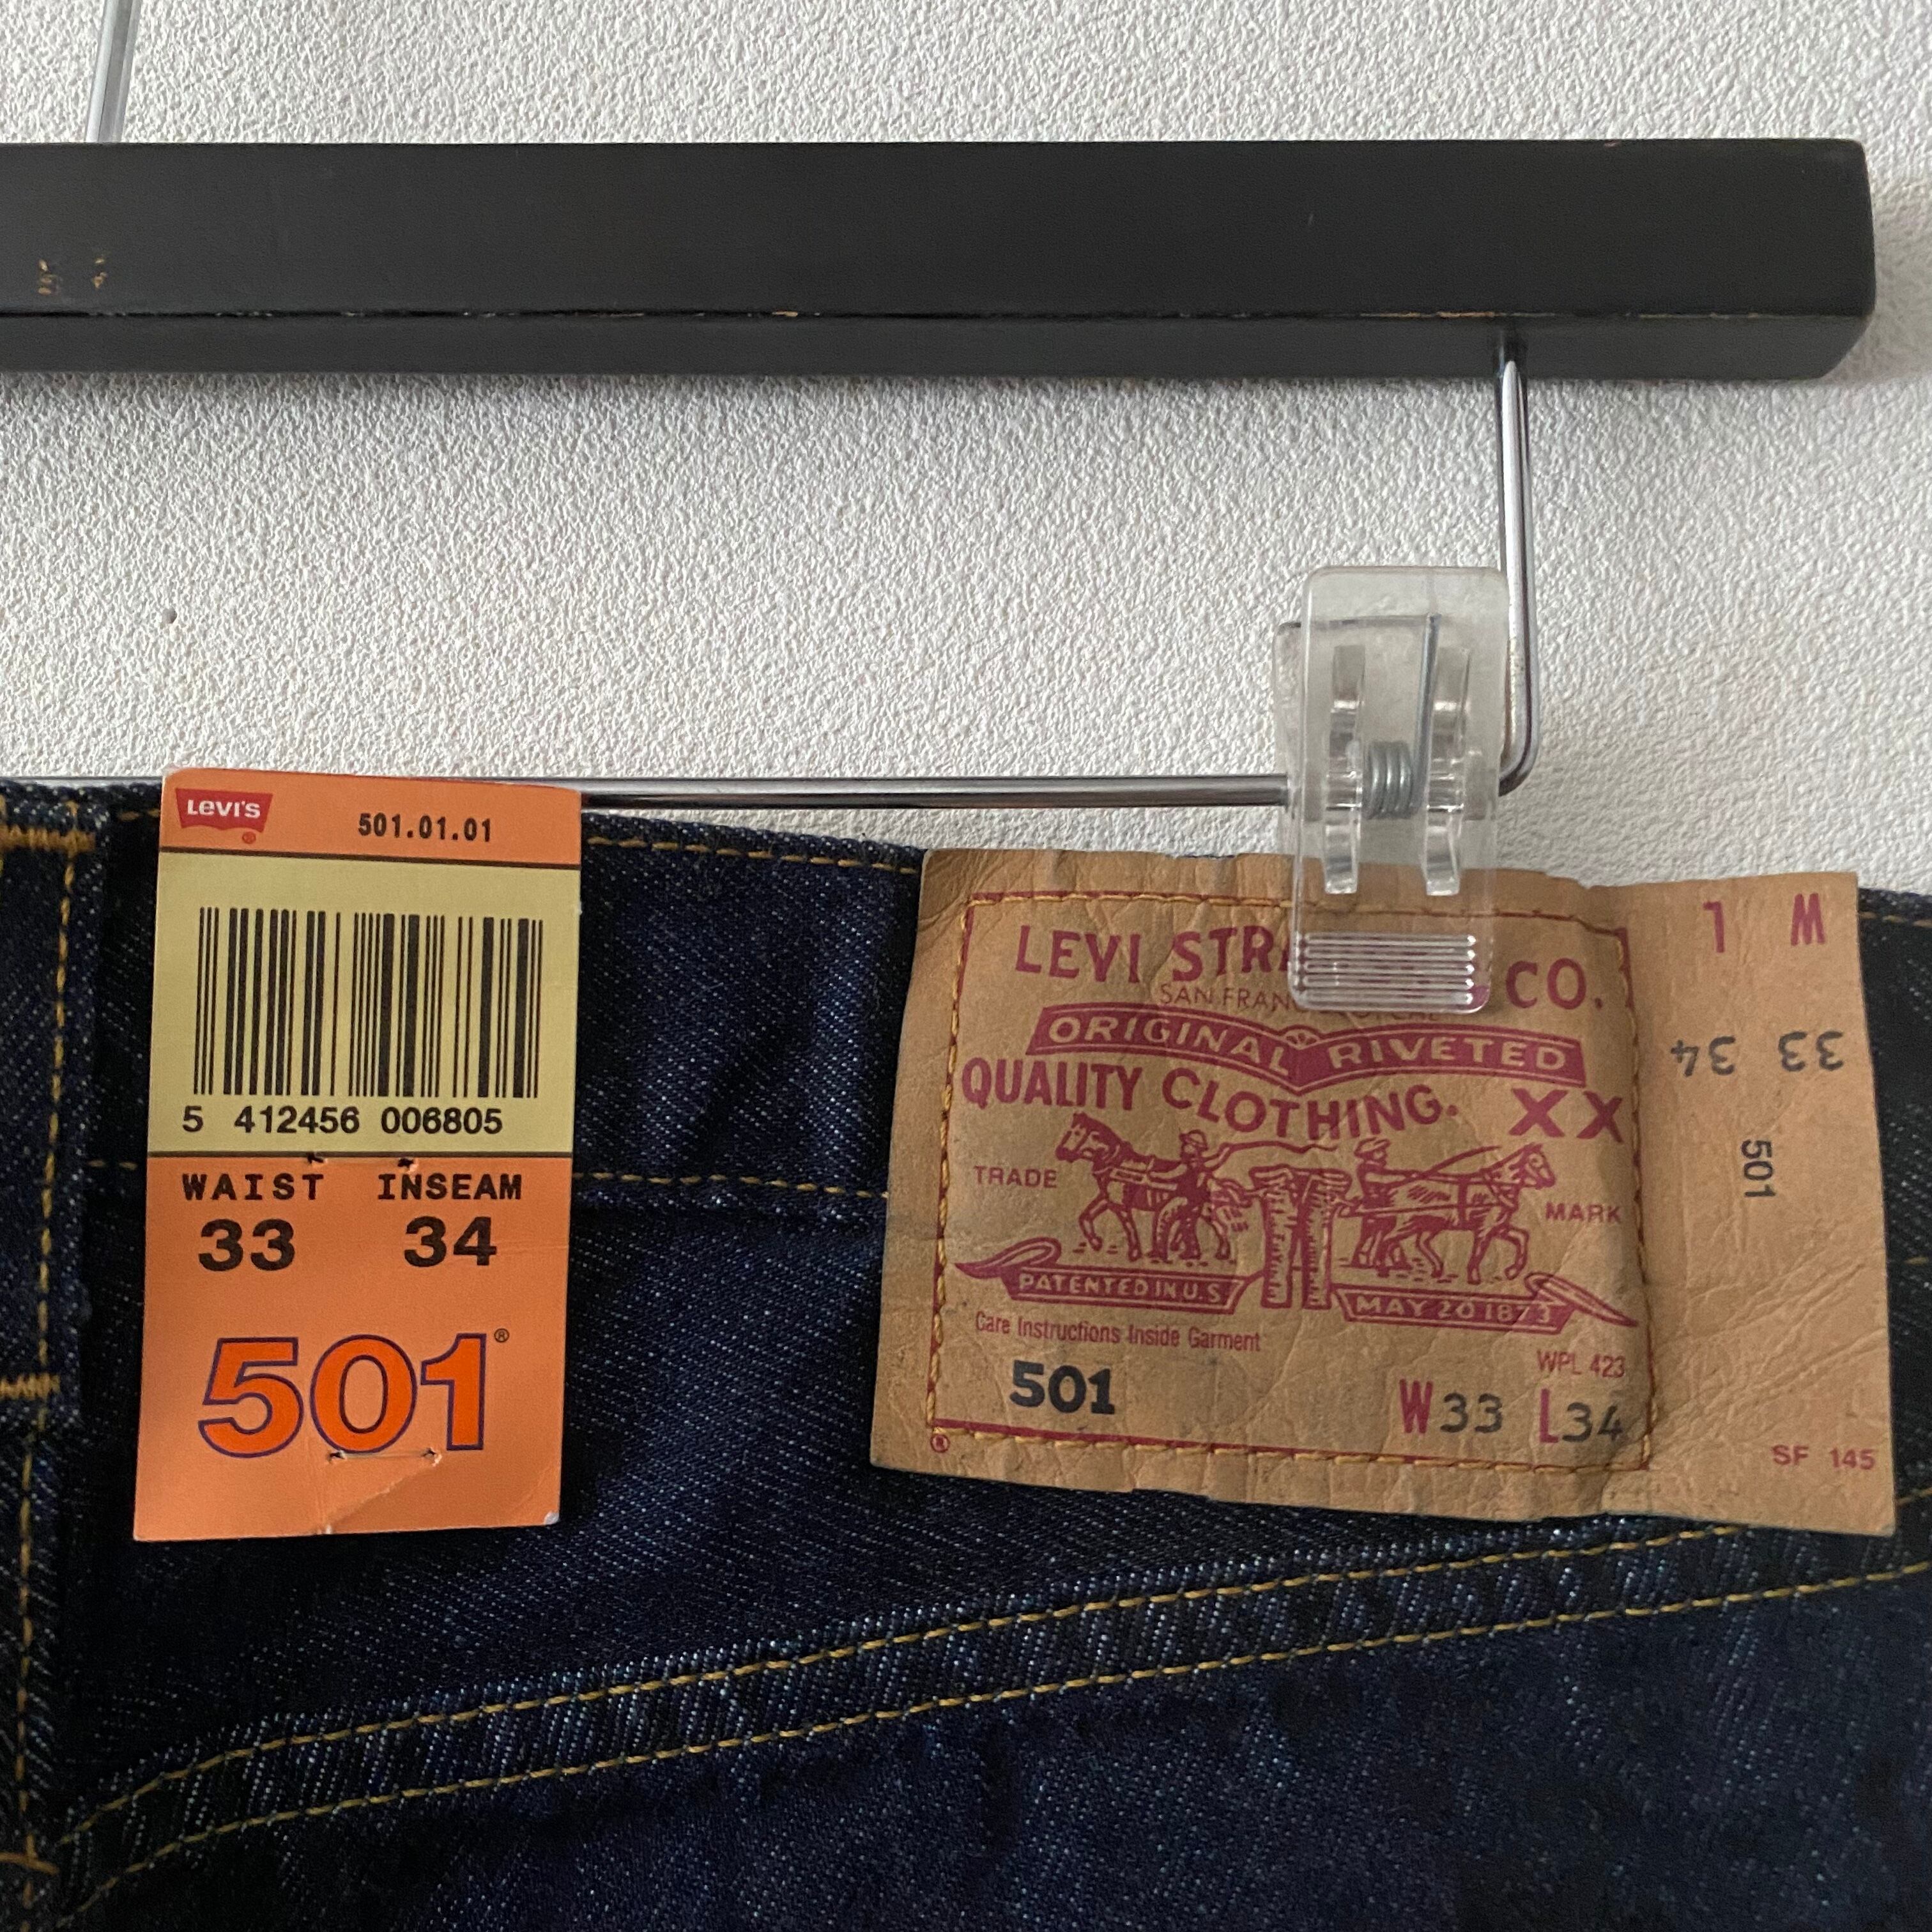 LEVI'S
®
501.01.01
5 412456 006805
WAIST INSEAM
33 34
501®
LEVI CO.
ORIGINAL RIVETED
QUALITY CLOTHING. XX
TRADE MARK
PATENTED IN U.S MAY 20 1873
Care Instructions Inside Garment
WPL 423
501 W33 L34
®
W L
33 34
501
SF 145